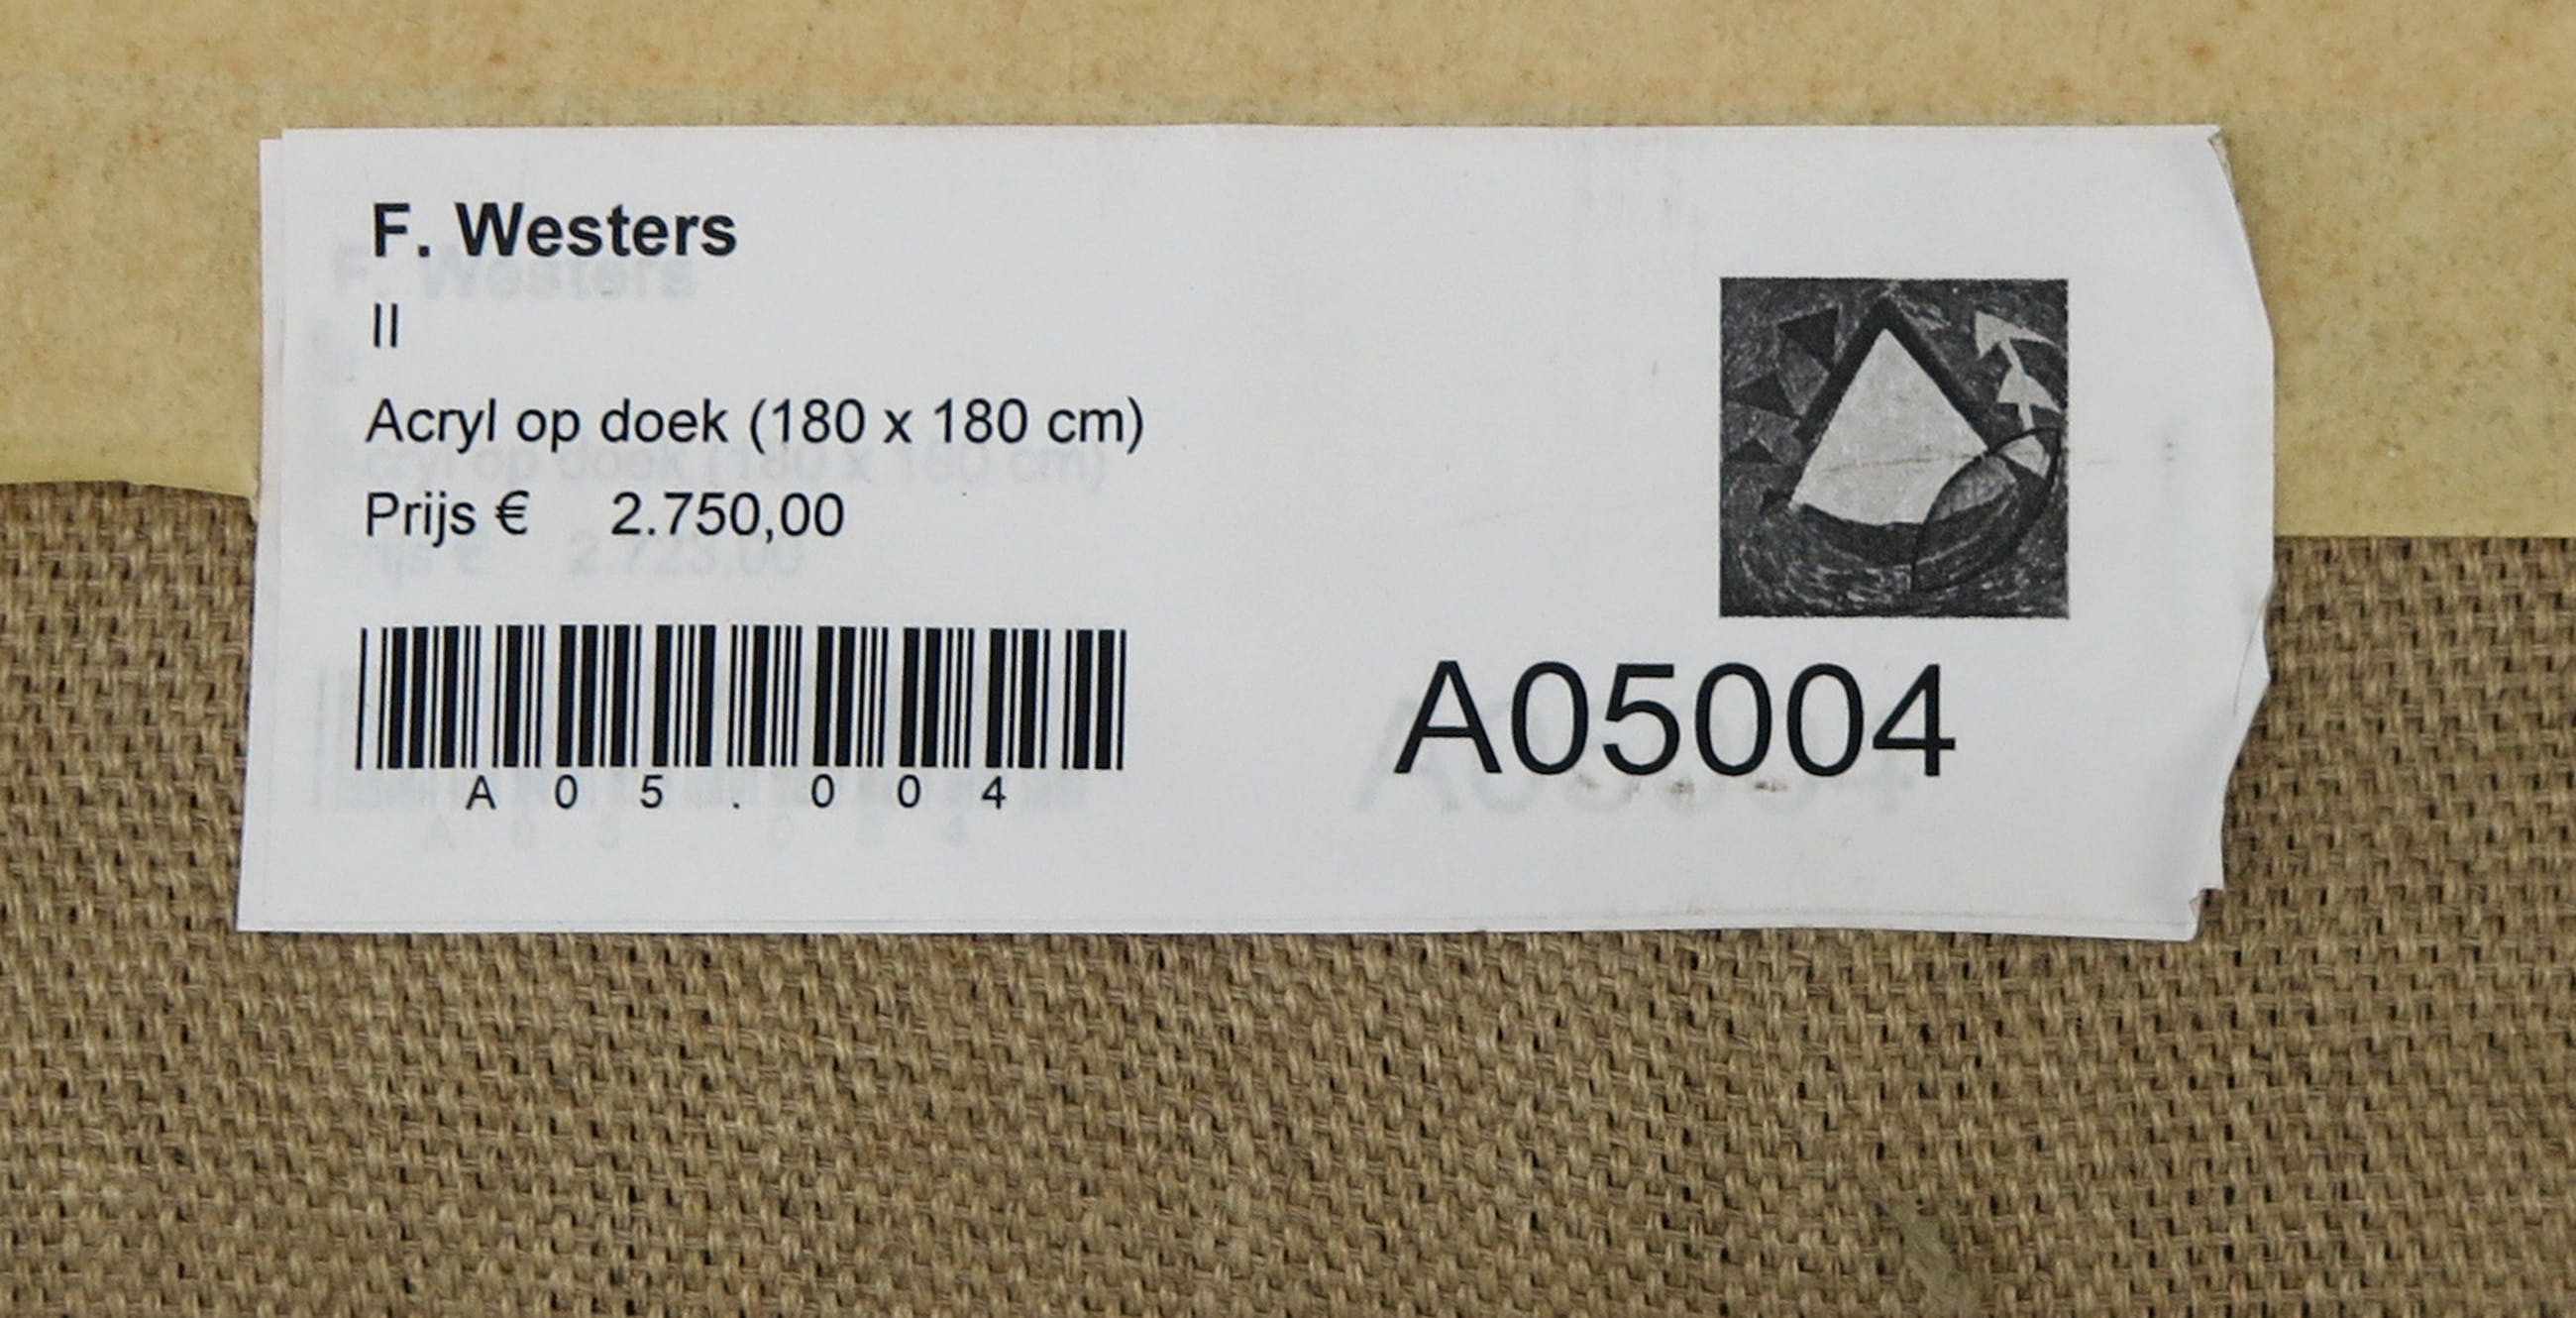 F. Westers
II
Acryl op doek (180 x 180 cm)
Prijs € 2.750,00
A05.004
A05004